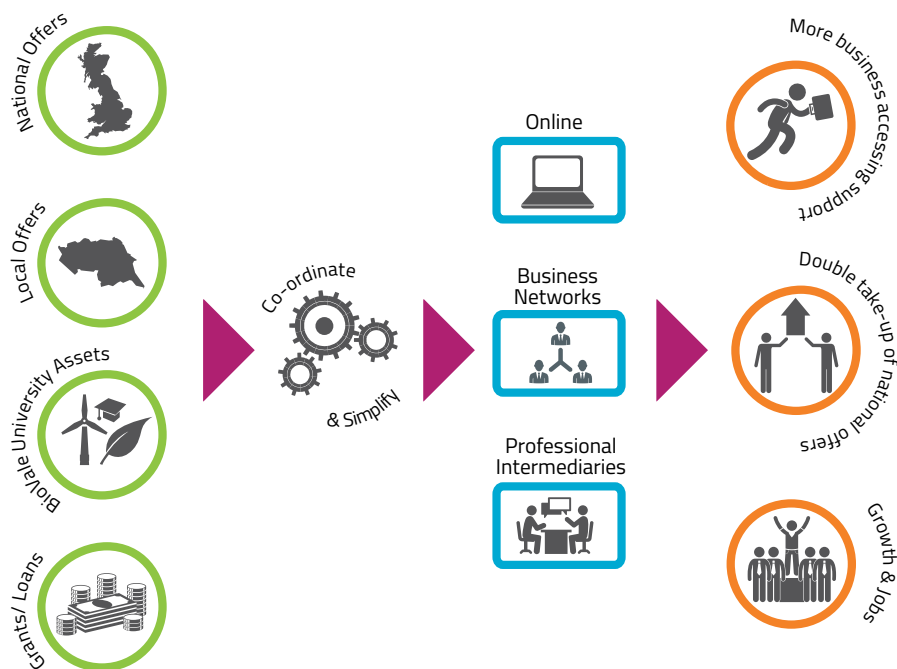 National Offers
Local Offers
BioVale University Assets
Grants/ Loans
Co-ordinate
& Simplify
Online
Business
Networks
Professional
Intermediaries
More business accessing support
Double take-up of national offers
Growth & Jobs